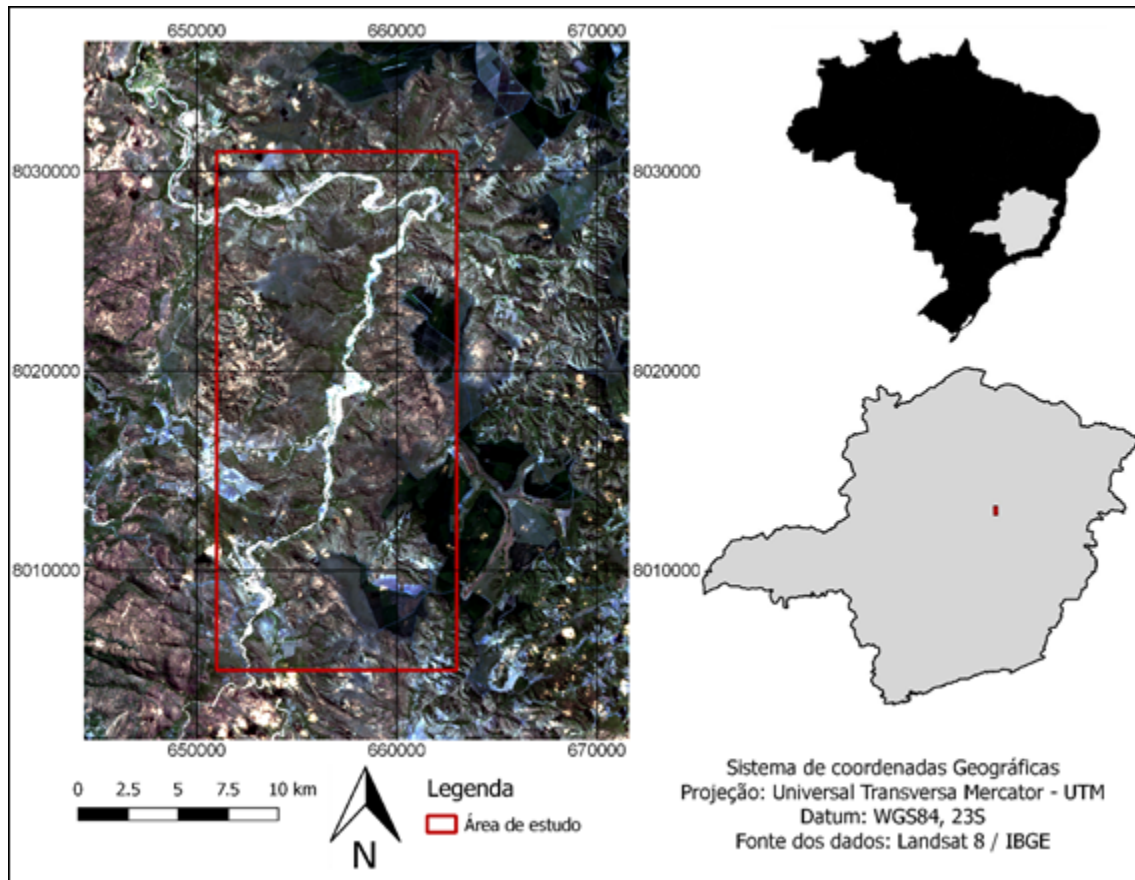 650000 660000 670000
8030000 8030000
8020000 8020000
8010000 8010000
650000 660000 670000
0 2.5 5 7.5 10 km
N
Legenda
Área de estudo
Sistema de coordenadas Geográficas
Projeção: Universal Transversa Mercator - UTM
Datum: WGS84, 23S
Fonte dos dados: Landsat 8 / IBGE